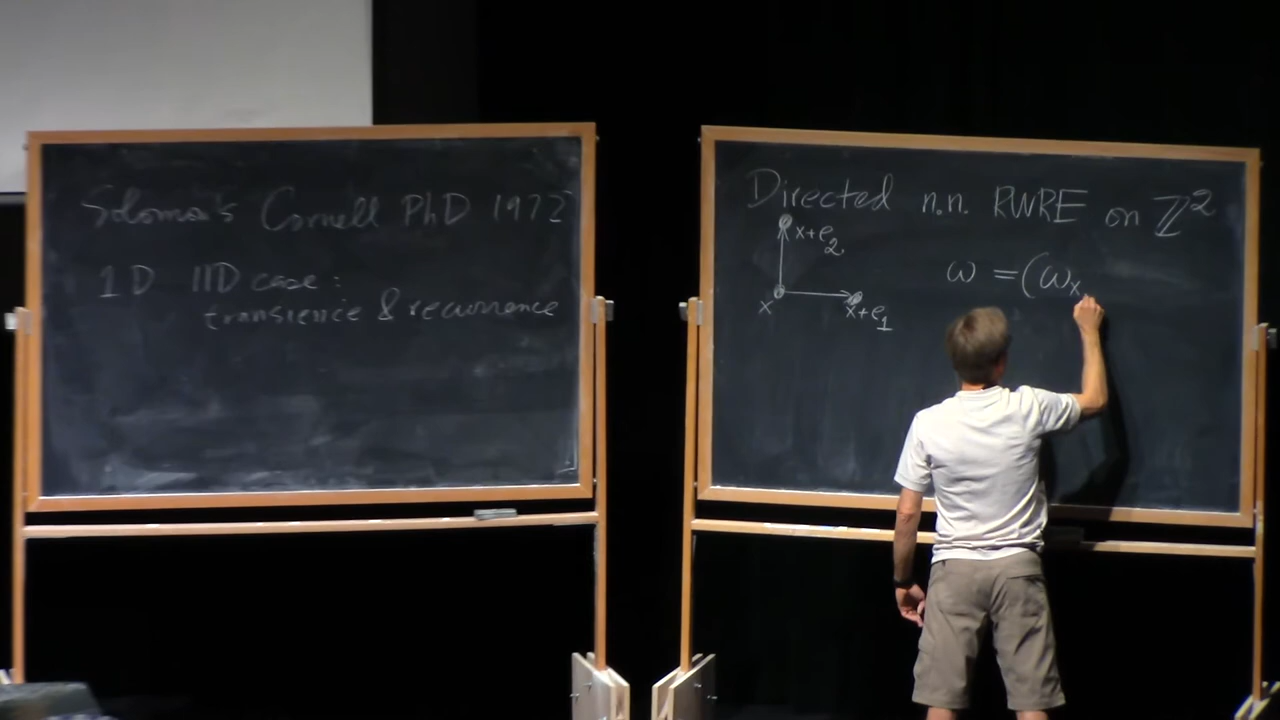 Solomon's Cornell PhD 1972
1D IID case:
transience & recurrence
Directed n.n. RWRE on ℤ²
x+e₂
ω = (ωₓ
x
x+e₁